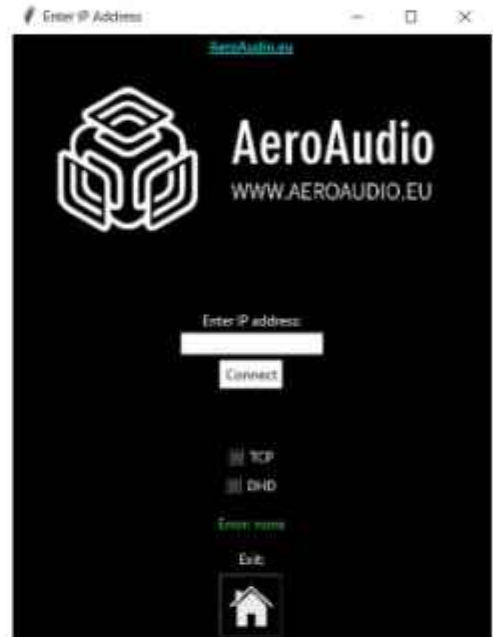 Enter IP Address
AeroAudio.eu
AeroAudio
WWW.AEROAUDIO.EU
Enter IP address:
Connect
TCP
DHD
Error: none
Exit: